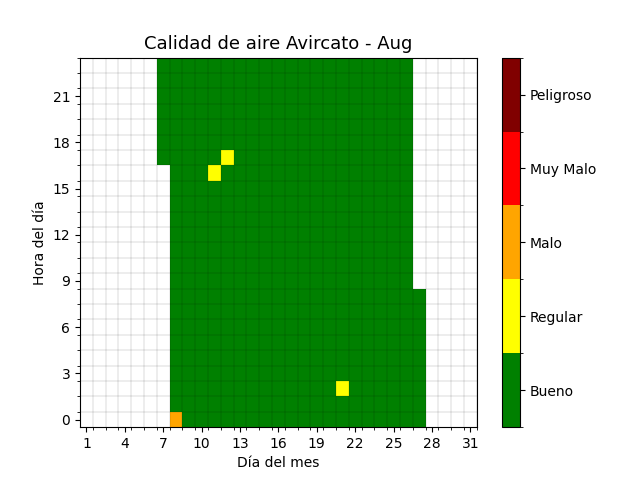 Calidad de aire Avircato - Aug
Peligroso
Muy Malo
Malo
Regular
Bueno
21
18
15
12
9
6
3
0
Hora del día
1 4 7 10 13 16 19 22 25 28 31
Día del mes